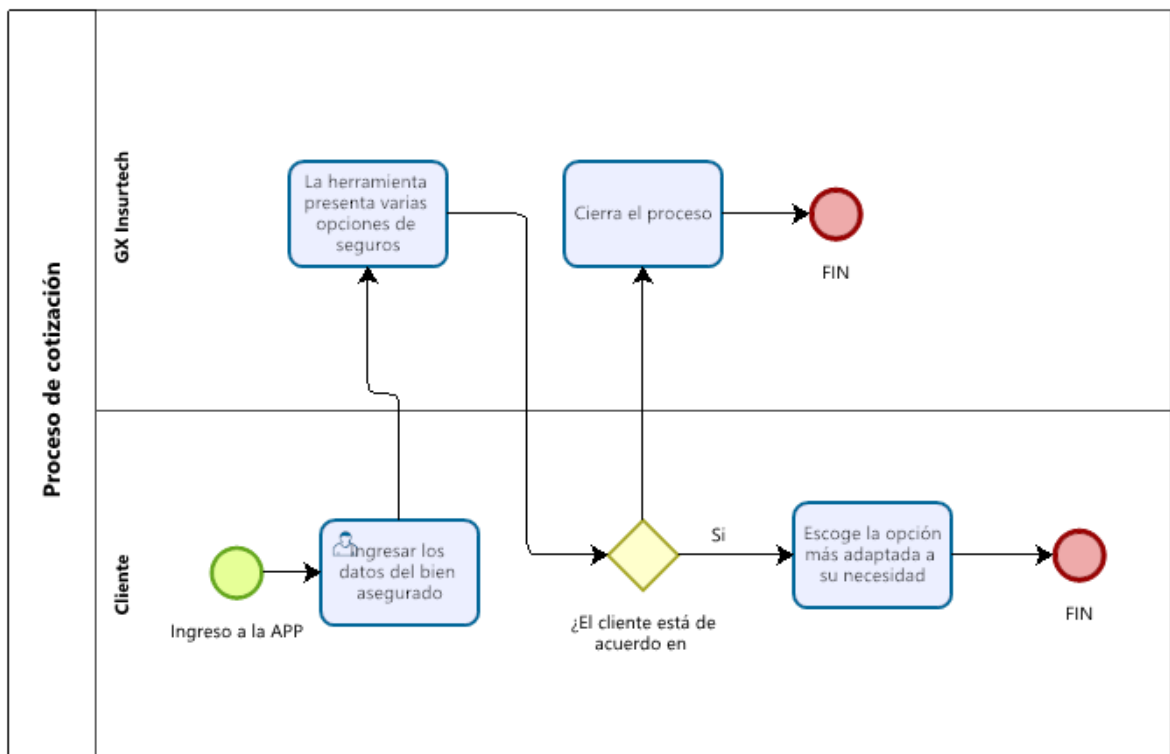 Proceso de cotización
GX Insurtech
La herramienta
presenta varias
opciones de
seguros
Cierra el proceso
FIN
Cliente
Ingreso a la APP
Ingresar los
datos del bien
asegurado
¿El cliente está de
acuerdo en
Si
Escoge la opción
más adaptada a
su necesidad
FIN